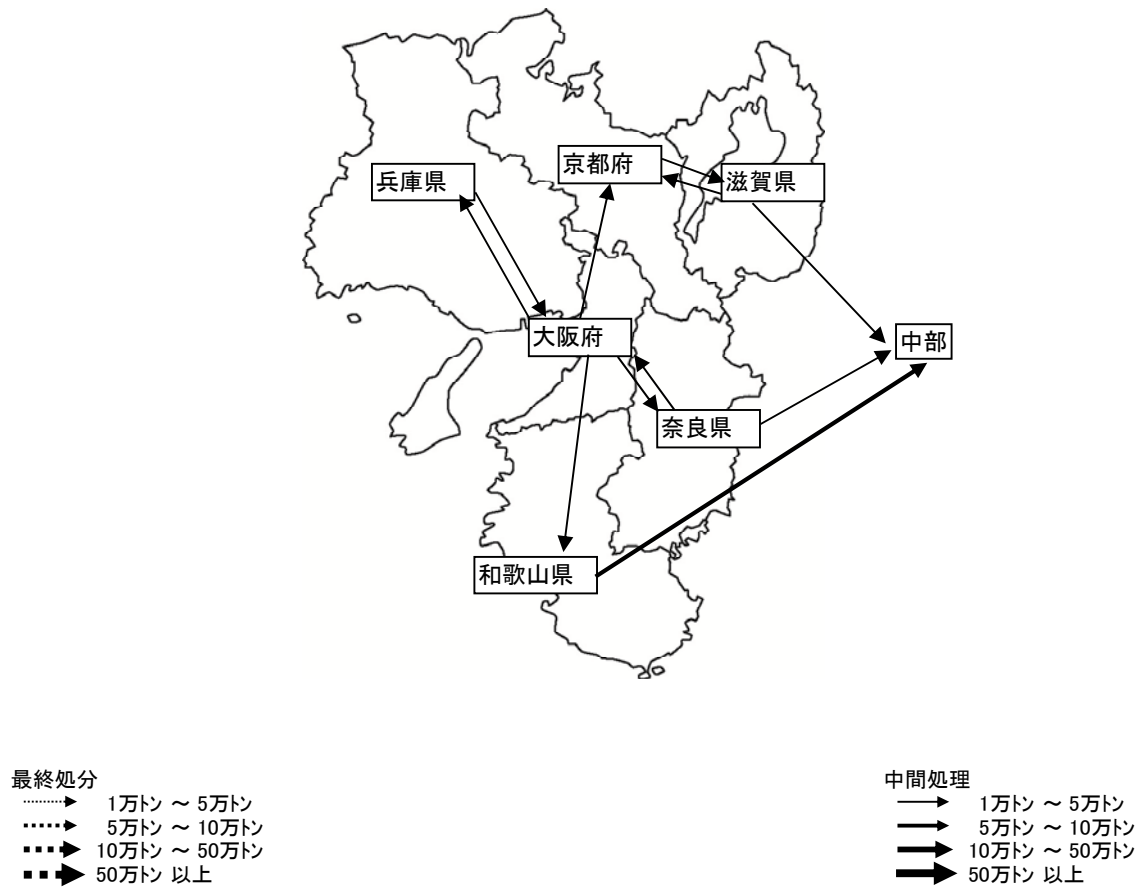 京都府
兵庫県
滋賀県
大阪府
中部
奈良県
和歌山県
最終処分
1万トン ～ 5万トン
5万トン ～ 10万トン
10万トン ～ 50万トン
50万トン 以上
中間処理
1万トン ～ 5万トン
5万トン ～ 10万トン
10万トン ～ 50万トン
50万トン 以上